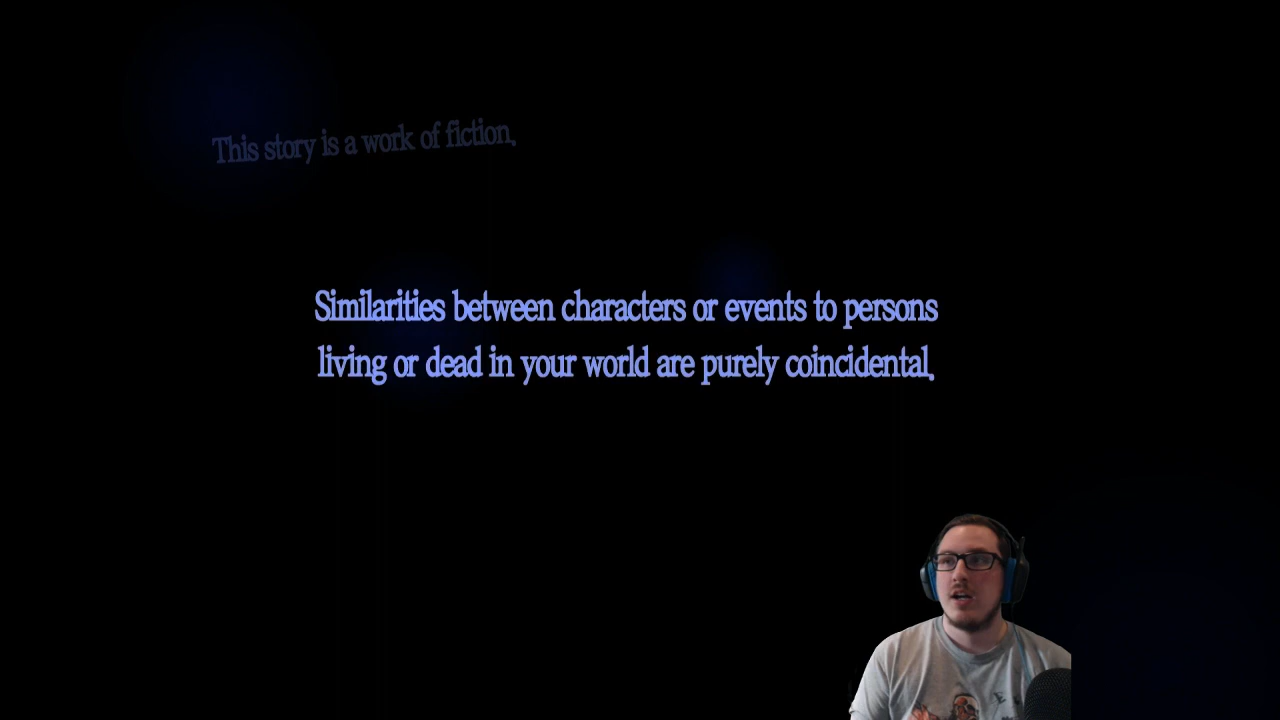 This story is a work of fiction.
Similarities between characters or events to persons
living or dead in your world are purely coincidental.